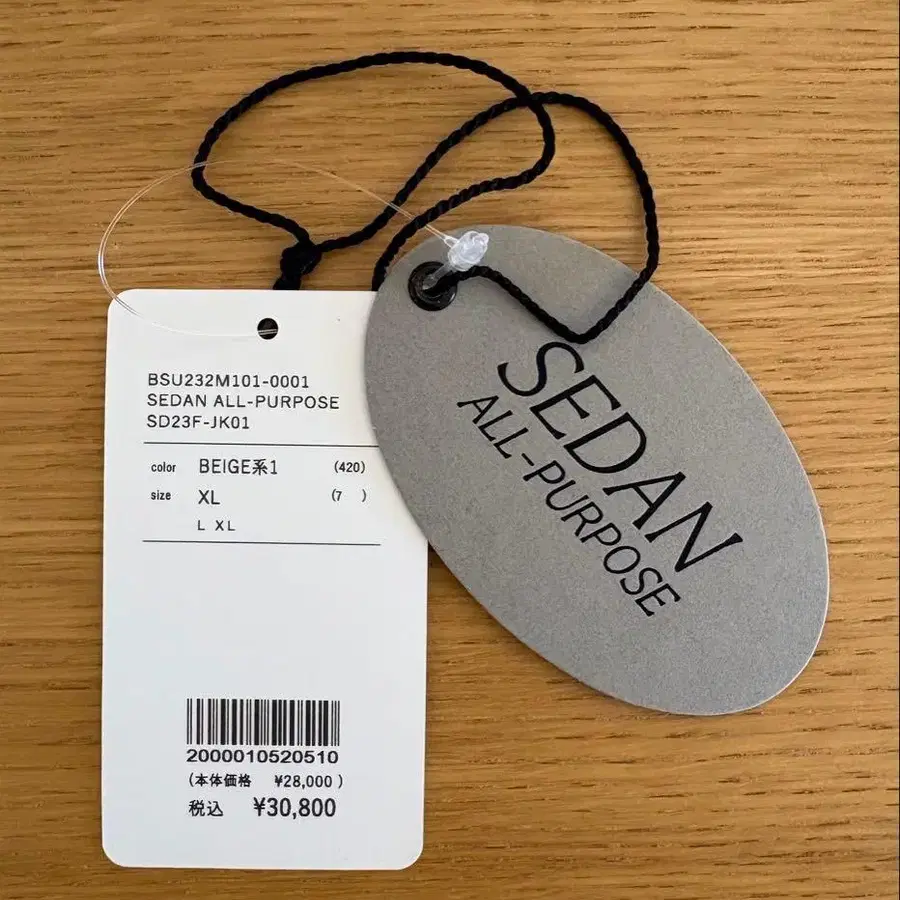 BSU232M101-0001
SEDAN ALL-PURPOSE
SD23F-JK01
color BEIGE系1 (420)
size XL (7 )
L XL
2000010520510
(本体価格 ¥28,000 )
税込 ¥30,800
SEDAN
ALL-PURPOSE